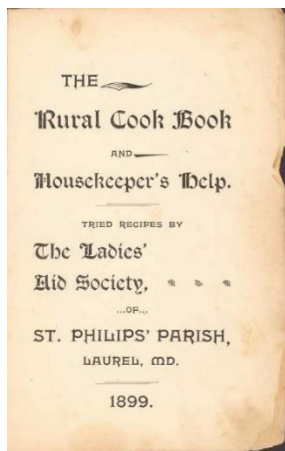 THE
Rural Cook Book
AND
Housekeeper's Help.
TRIED RECIPES BY
The Ladies'
Aid Society,
...OF...
ST. PHILIPS' PARISH,
LAUREL, MD.
1899.